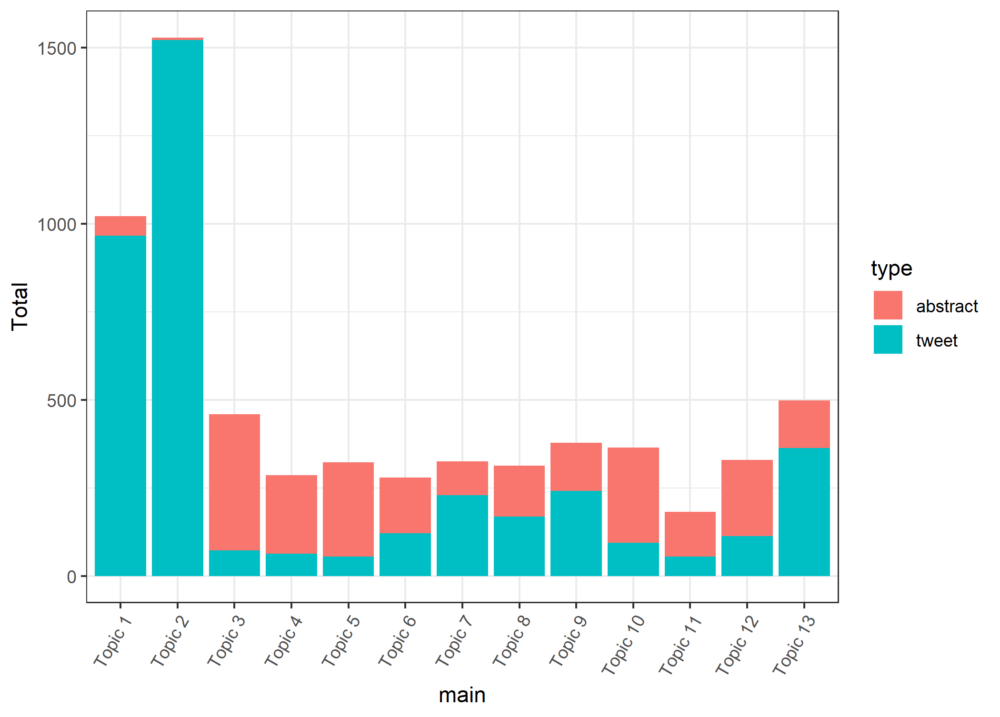 1500
1000
500
0
Total
Topic 1
Topic 2
Topic 3
Topic 4
Topic 5
Topic 6
Topic 7
Topic 8
Topic 9
Topic 10
Topic 11
Topic 12
Topic 13
main
type
abstract
tweet